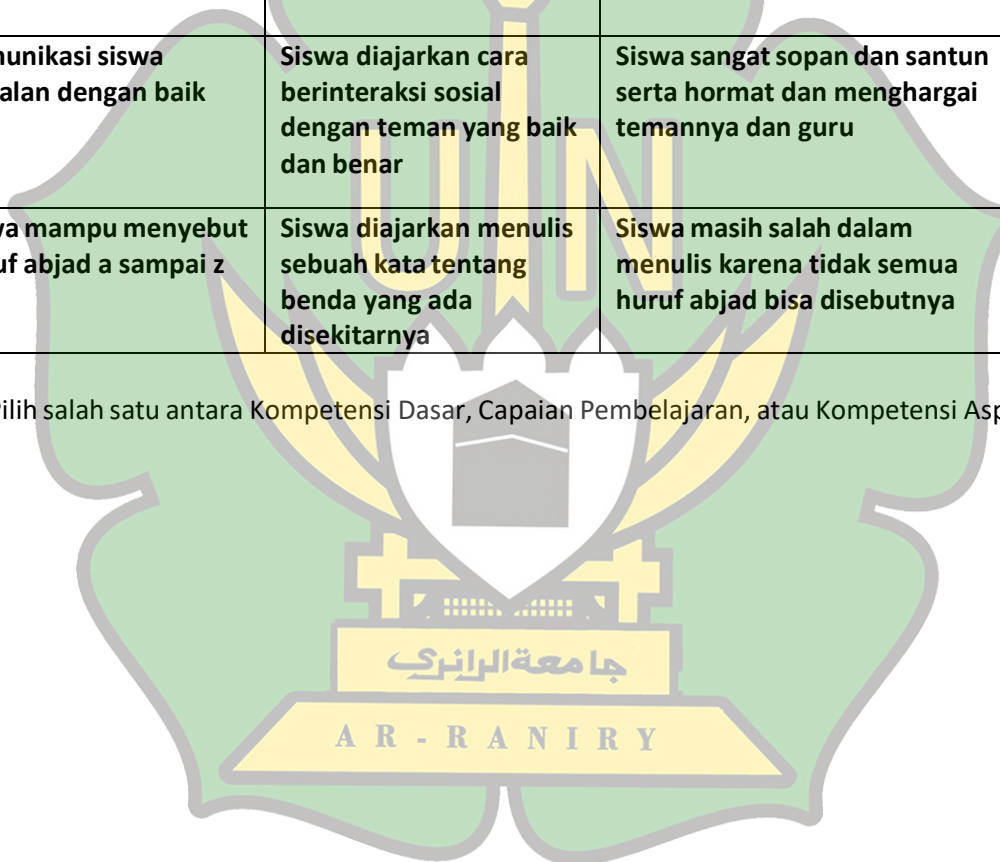 munikasi siswa
alan dengan baik
Siswa diajarkan cara
berinteraksi sosial
dengan teman yang baik
dan benar
Siswa sangat sopan dan santun
serta hormat dan menghargai
temannya dan guru
mampu menyebut
uf abjad a sampai z
Siswa diajarkan menulis
sebuah kata tentang
benda yang ada
disekitarnya
Siswa masih salah dalam
menulis karena tidak semua
huruf abjad bisa disebutnya
Pilih salah satu antara Kompetensi Dasar, Capaian Pembelajaran, atau Kompetensi Asp
UIN
جامعة الرانري
AR-RANIRY